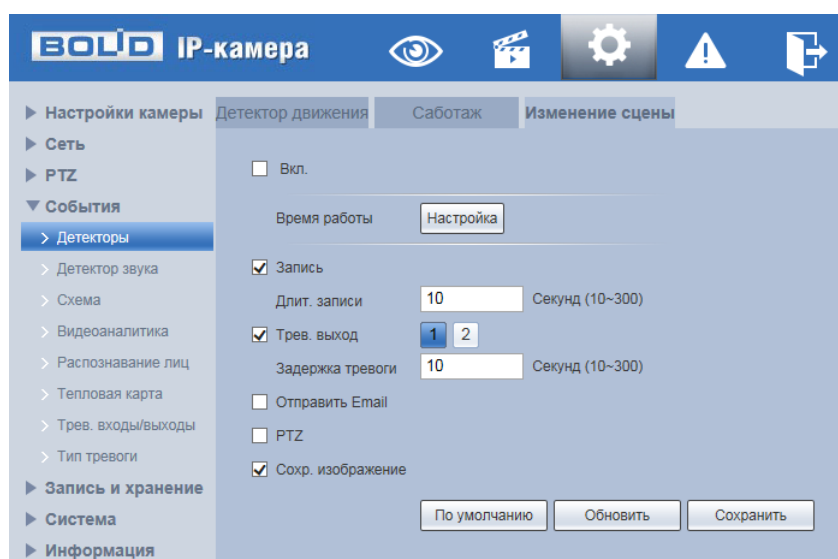 BOLID IP-камера
Настройки камеры
Сеть
PTZ
События
Детекторы
Детектор звука
Схема
Видеоаналитика
Распознавание лиц
Тепловая карта
Трев. входы/выходы
Тип тревоги
Запись и хранение
Система
Информация
Детектор движения Саботаж Изменение сцены
Вкл.
Время работы Настройка
Запись
Длит. записи 10 Секунд (10~300)
Трев. выход 1 2
Задержка тревоги 10 Секунд (10~300)
Отправить Email
PTZ
Сохр. изображение
По умолчанию Обновить Сохранить